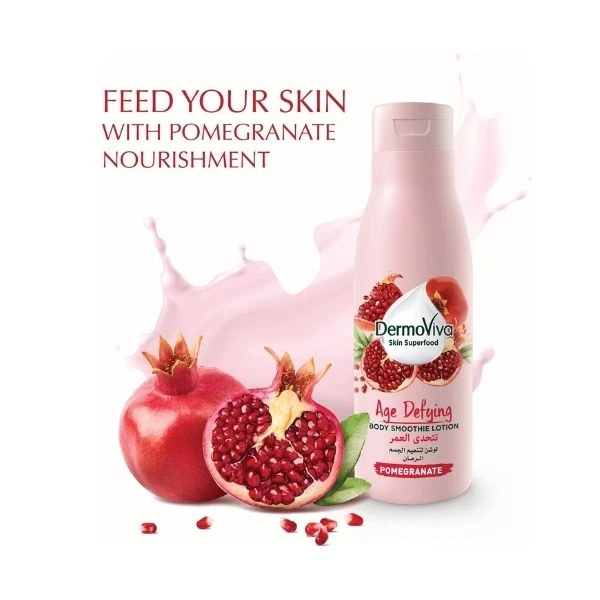 FEED YOUR SKIN
WITH POMEGRANATE
NOURISHMENT
DermoViva
Skin Superfood
Age Defying
BODY SMOOTHIE LOTION
تتحدى العمر
لوشن لتنعيم الجسم
الرمان
POMEGRANATE